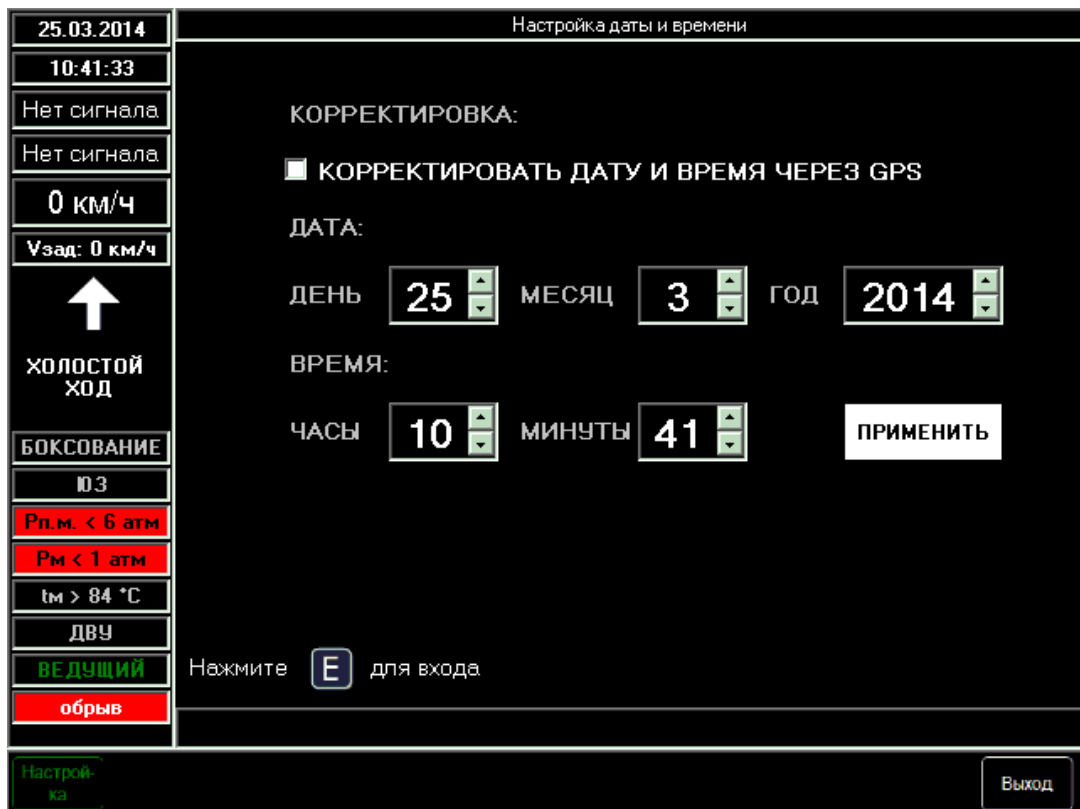 25.03.2014
Настройка даты и времени
10:41:33
Нет сигнала
Нет сигнала
0 км/ч
Vзад: 0 км/ч
ХОЛОСТОЙ
ХОД
БОКСОВАНИЕ
ЮЗ
Рп.м. < 6 атм
Рм < 1 атм
tм > 84 °C
ДВУ
ВЕДУЩИЙ
обрыв
КОРРЕКТИРОВКА:
КОРРЕКТИРОВАТЬ ДАТУ И ВРЕМЯ ЧЕРЕЗ GPS
ДАТА:
ДЕНЬ 25 МЕСЯЦ 3 ГОД 2014
ВРЕМЯ:
ЧАСЫ 10 МИНУТЫ 41 ПРИМЕНИТЬ
Нажмите E для входа
Настрой-
ка
Выход